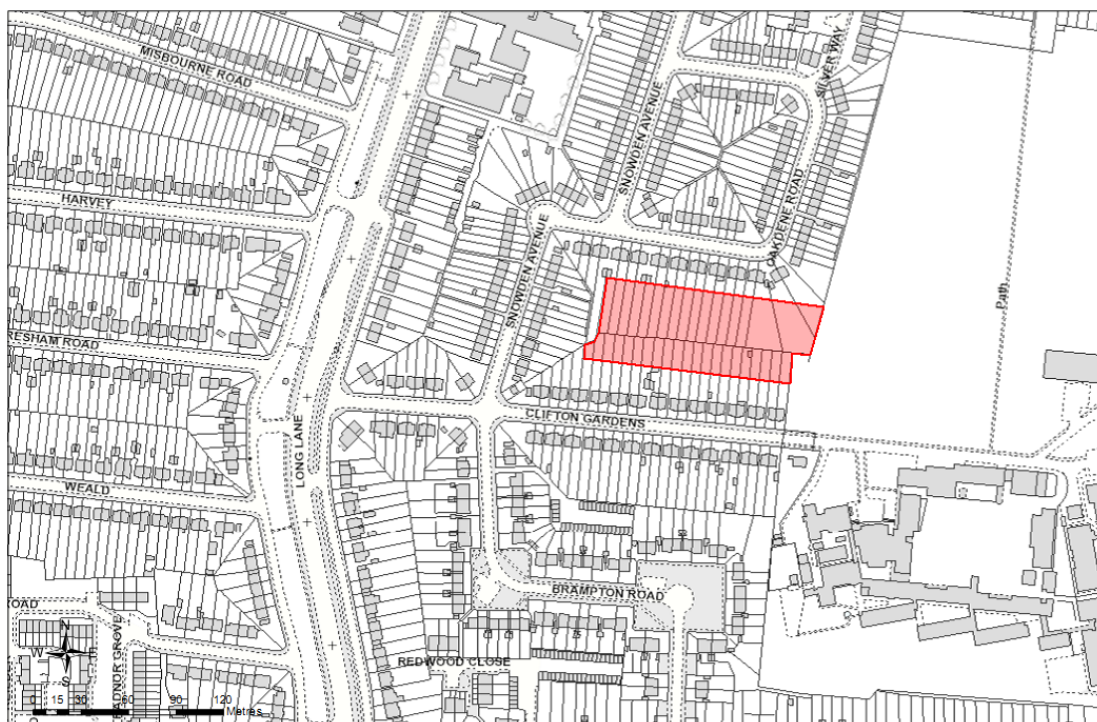 MISBOURNE ROAD
SILVER WAY
SNOWDEN AVENUE
HARVEY
OAKDENE ROAD
SNOWDEN AVENUE
Path
RESHAM ROAD
CLIFTON GARDENS
LONG LANE
WEALD
BRAMPTON ROAD
ROAD
REDWOOD CLOSE
ADNOR GROVE
N
W E
S
0 15 30 60 90 120
Metres